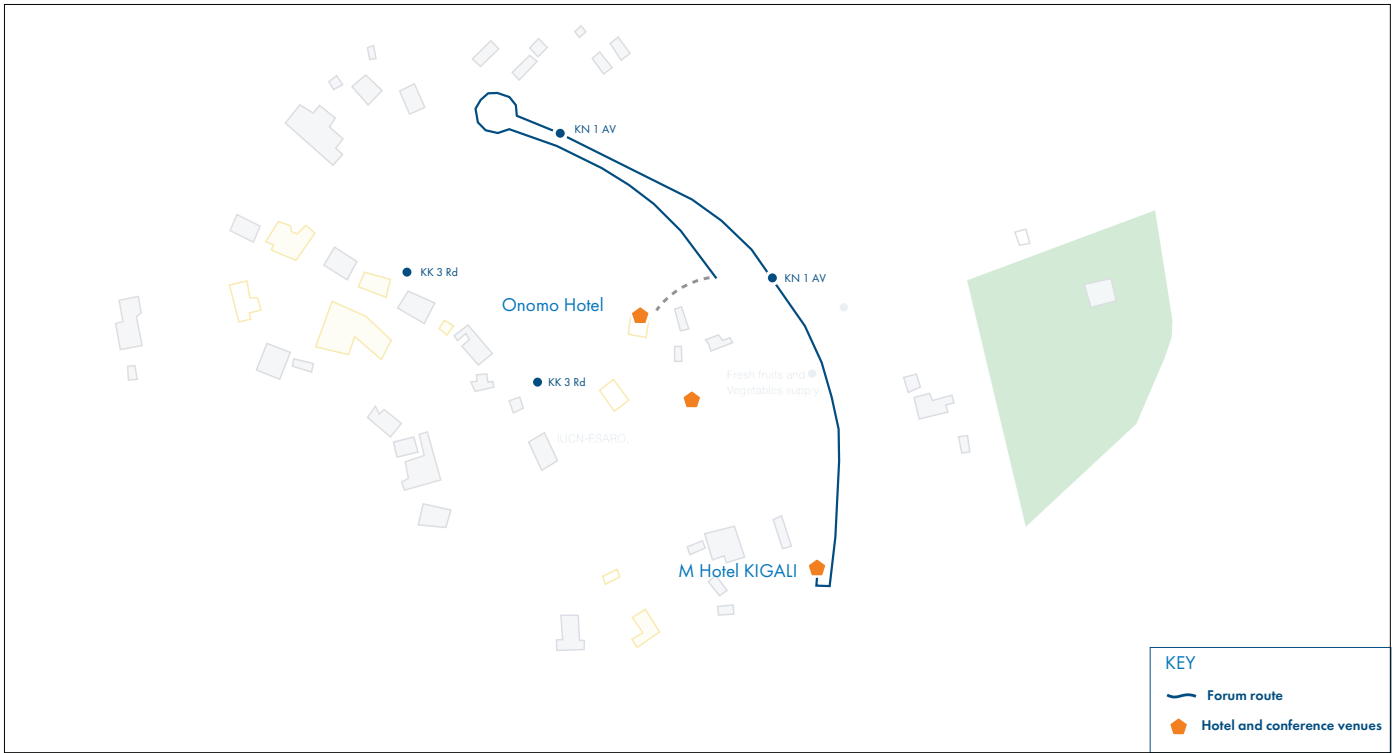 KN 1 AV
KK 3 Rd
KN 1 AV
Onomo Hotel
Fresh fruits and
Vegetables supply
KK 3 Rd
IUCN-ESARO,
M Hotel KIGALI
KEY
Forum route
Hotel and conference venues